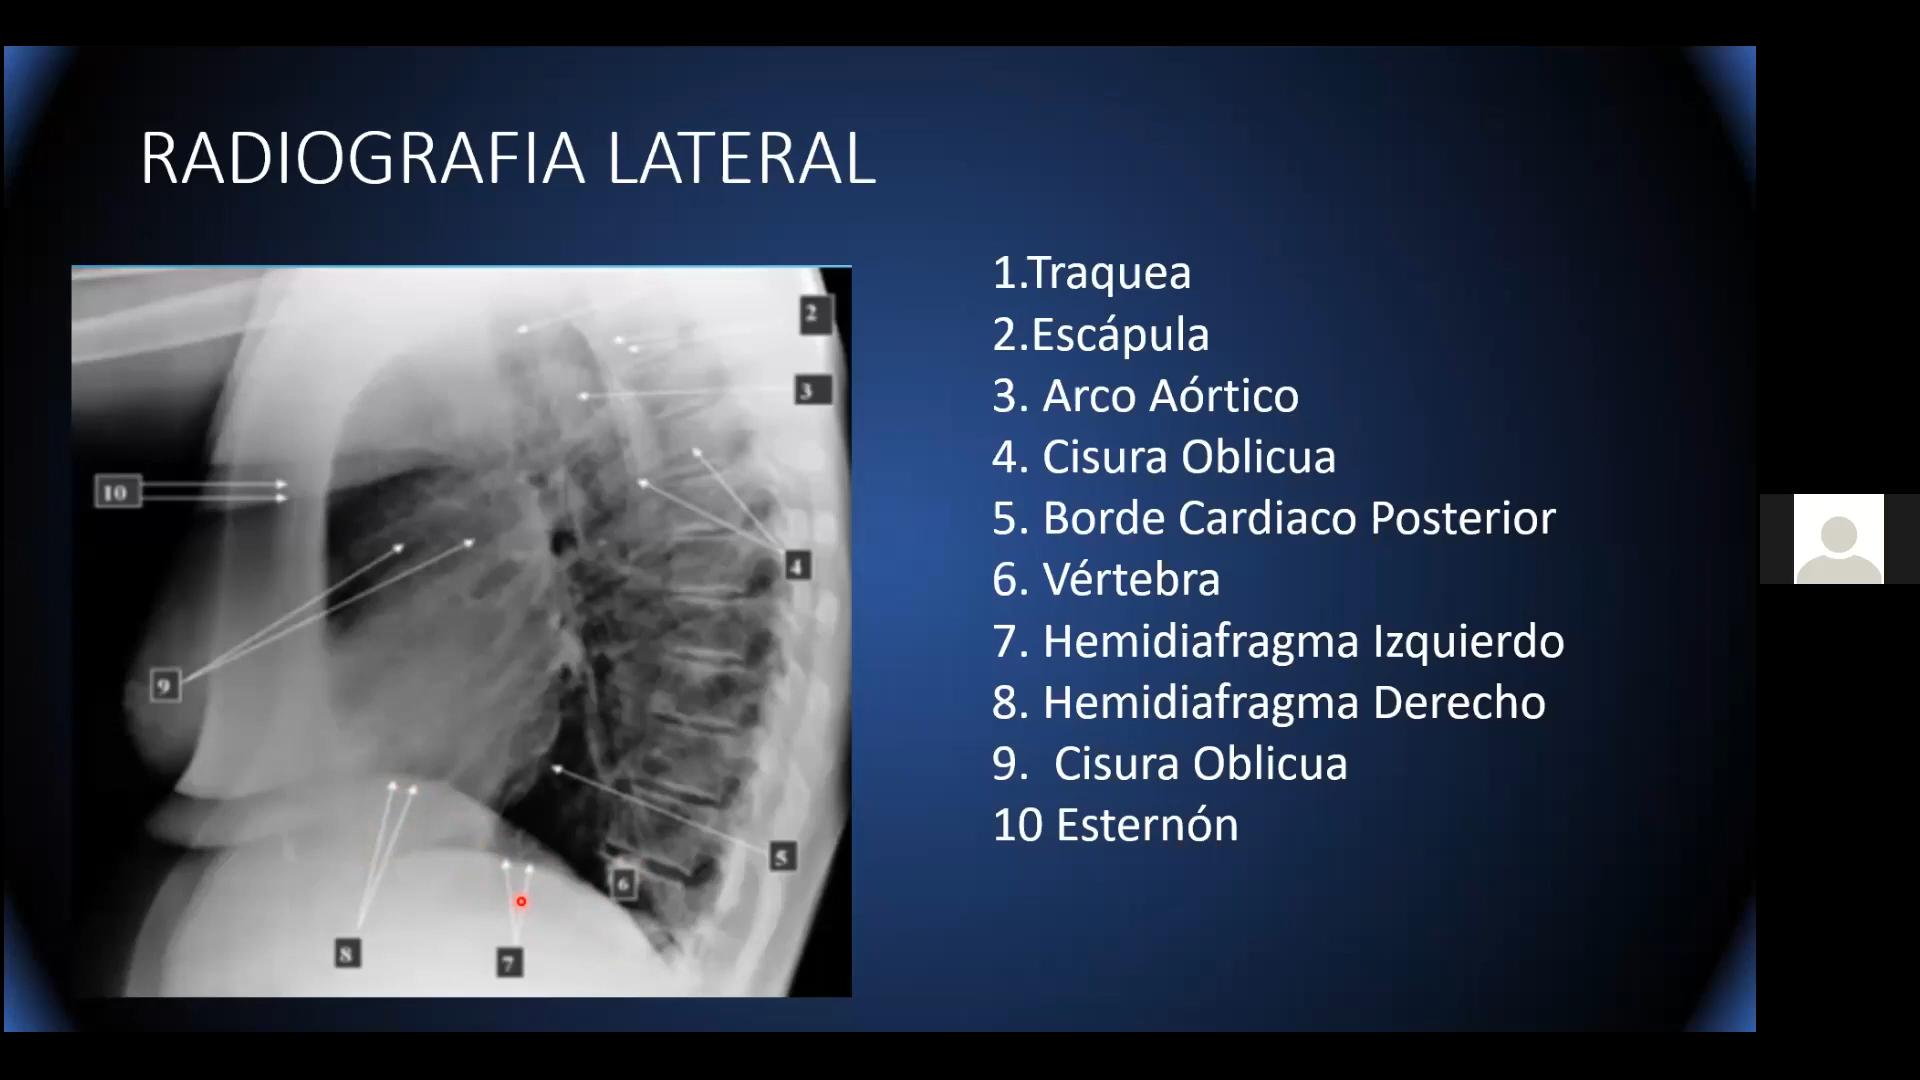 RADIOGRAFIA LATERAL
2
3
10
4
9
5
6
8
7
1.Traquea
2.Escápula
3. Arco Aórtico
4. Cisura Oblicua
5. Borde Cardiaco Posterior
6. Vértebra
7. Hemidiafragma Izquierdo
8. Hemidiafragma Derecho
9.  Cisura Oblicua
10 Esternón